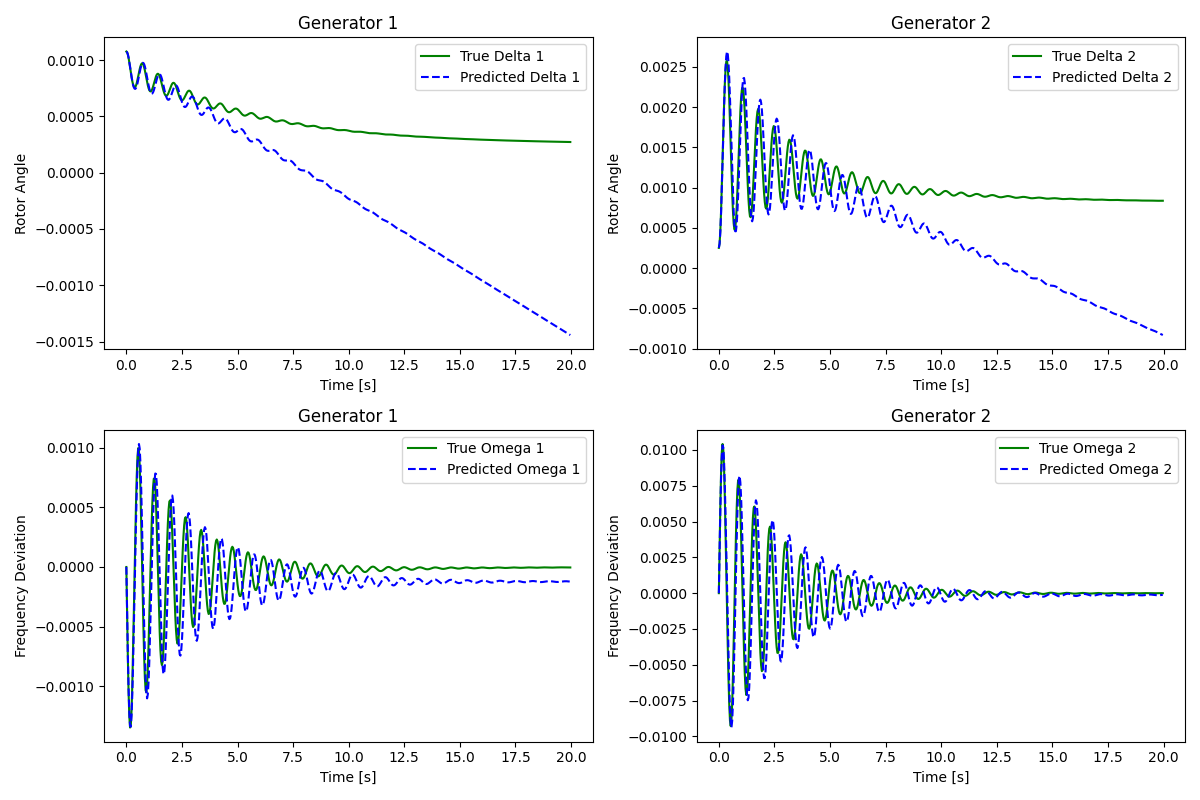 Generator 1
Rotor Angle
0.0010
0.0005
0.0000
−0.0005
−0.0010
−0.0015
True Delta 1
Predicted Delta 1
0.0 2.5 5.0 7.5 10.0 12.5 15.0 17.5 20.0
Time [s]
Generator 2
Rotor Angle
0.0025
0.0020
0.0015
0.0010
0.0005
0.0000
−0.0005
−0.0010
True Delta 2
Predicted Delta 2
0.0 2.5 5.0 7.5 10.0 12.5 15.0 17.5 20.0
Time [s]
Generator 1
Frequency Deviation
0.0010
0.0005
0.0000
−0.0005
−0.0010
True Omega 1
Predicted Omega 1
0.0 2.5 5.0 7.5 10.0 12.5 15.0 17.5 20.0
Time [s]
Generator 2
Frequency Deviation
0.0100
0.0075
0.0050
0.0025
0.0000
−0.0025
−0.0050
−0.0075
−0.0100
True Omega 2
Predicted Omega 2
0.0 2.5 5.0 7.5 10.0 12.5 15.0 17.5 20.0
Time [s]